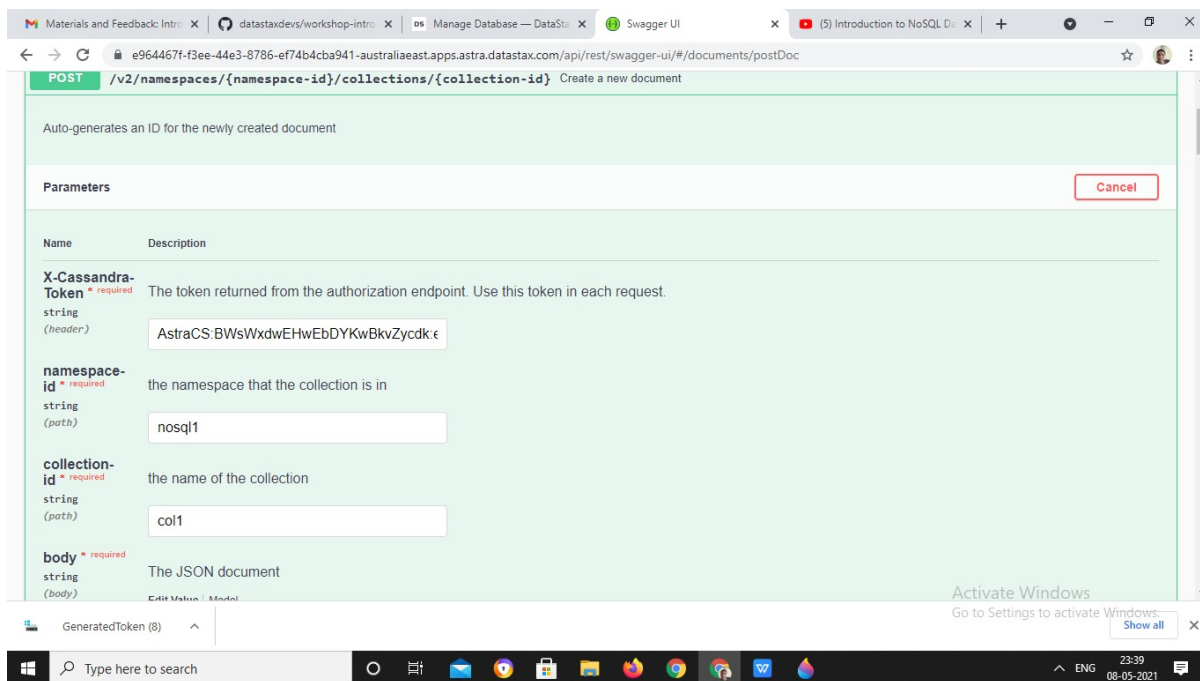 Materials and Feedback: Intro
datastaxdevs/workshop-intro
DS Manage Database — DataSta
Swagger UI
(5) Introduction to NoSQL Da
e964467f-f3ee-44e3-8786-ef74b4cba941-australiaeast.apps.astra.datastax.com/api/rest/swagger-ui/#/documents/postDoc
POST /v2/namespaces/{namespace-id}/collections/{collection-id} Create a new document
Auto-generates an ID for the newly created document
Parameters
Cancel
Name Description
X-Cassandra-
Token * required
string
(header)
The token returned from the authorization endpoint. Use this token in each request.
AstraCS:BWsWxdwEHwEbDYKwBkvZycdk:e
namespace-
id * required
string
(path)
the namespace that the collection is in
nosql1
collection-
id * required
string
(path)
the name of the collection
col1
body * required
string
(body)
The JSON document
Edit Value | Model
Activate Windows
Go to Settings to activate Windows.
GeneratedToken (8)
Show all
Type here to search
ENG
23:39
08-05-2021